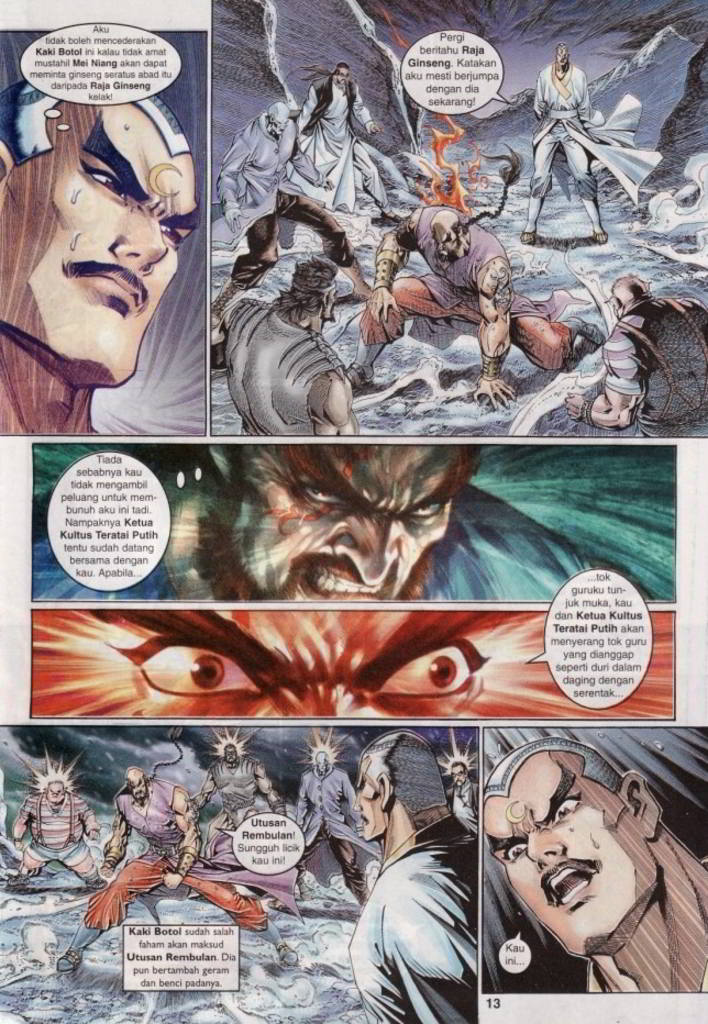 Aku
tidak boleh mencederakan
Kaki Botol ini kalau tidak amat
mustahil Mei Niang akan dapat
meminta ginseng seratus abad itu
daripada Raja Ginseng
kelak!
Pergi
beritahu Raja
Ginseng. Katakan
aku mesti berjumpa
dengan dia
sekarang!
Tiada
sebabnya kau
tidak mengambil
peluang untuk mem-
bunuh aku ini tadi.
Nampaknya Ketua
Kultus Teratai Putih
tentu sudah datang
bersama dengan
kau. Apabila...
...tok
guruku tun-
juk muka, kau
dan Ketua Kultus
Teratai Putih akan
menyerang tok guru
yang dianggap
seperti duri dalam
daging dengan
serentak...
Utusan
Rembulan!
Sungguh licik
kau ini!
Kaki Botol sudah salah
faham akan maksud
Utusan Rembulan. Dia
pun bertambah geram
dan benci padanya.
Kau
ini...
13